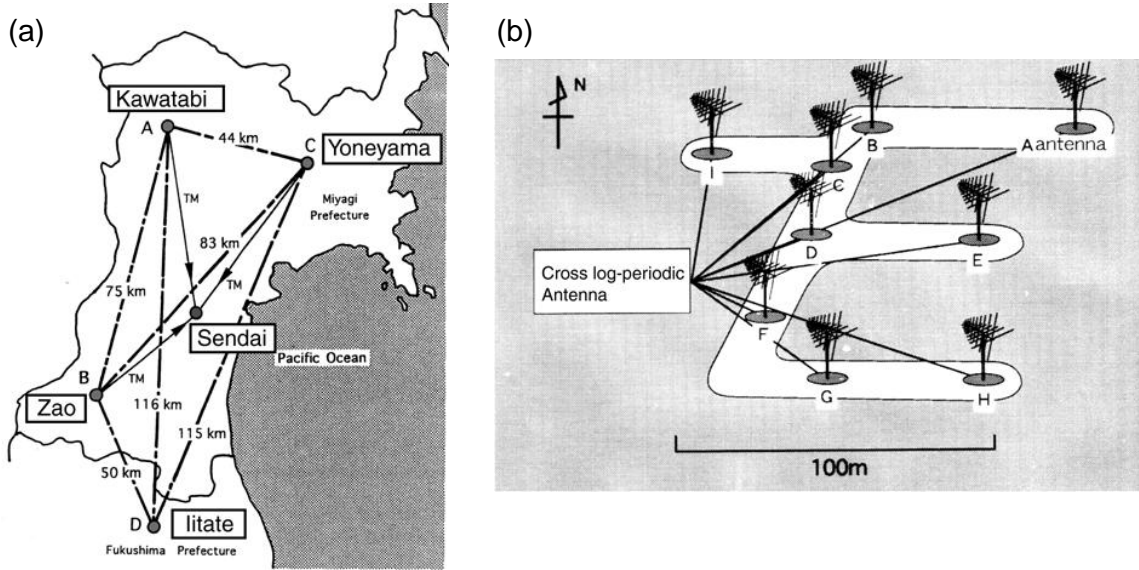 (a)
Kawatabi
A
44 km
C
Yoneyama
TM
Miyagi
Prefecture
83 km
75 km
TM
Sendai
Pacific Ocean
B
TM
Zao
116 km
115 km
50 km
D
Iitate
Fukushima Prefecture
(b)
N
B
A antenna
I
C
D
E
Cross log-periodic
Antenna
F
G
H
100m